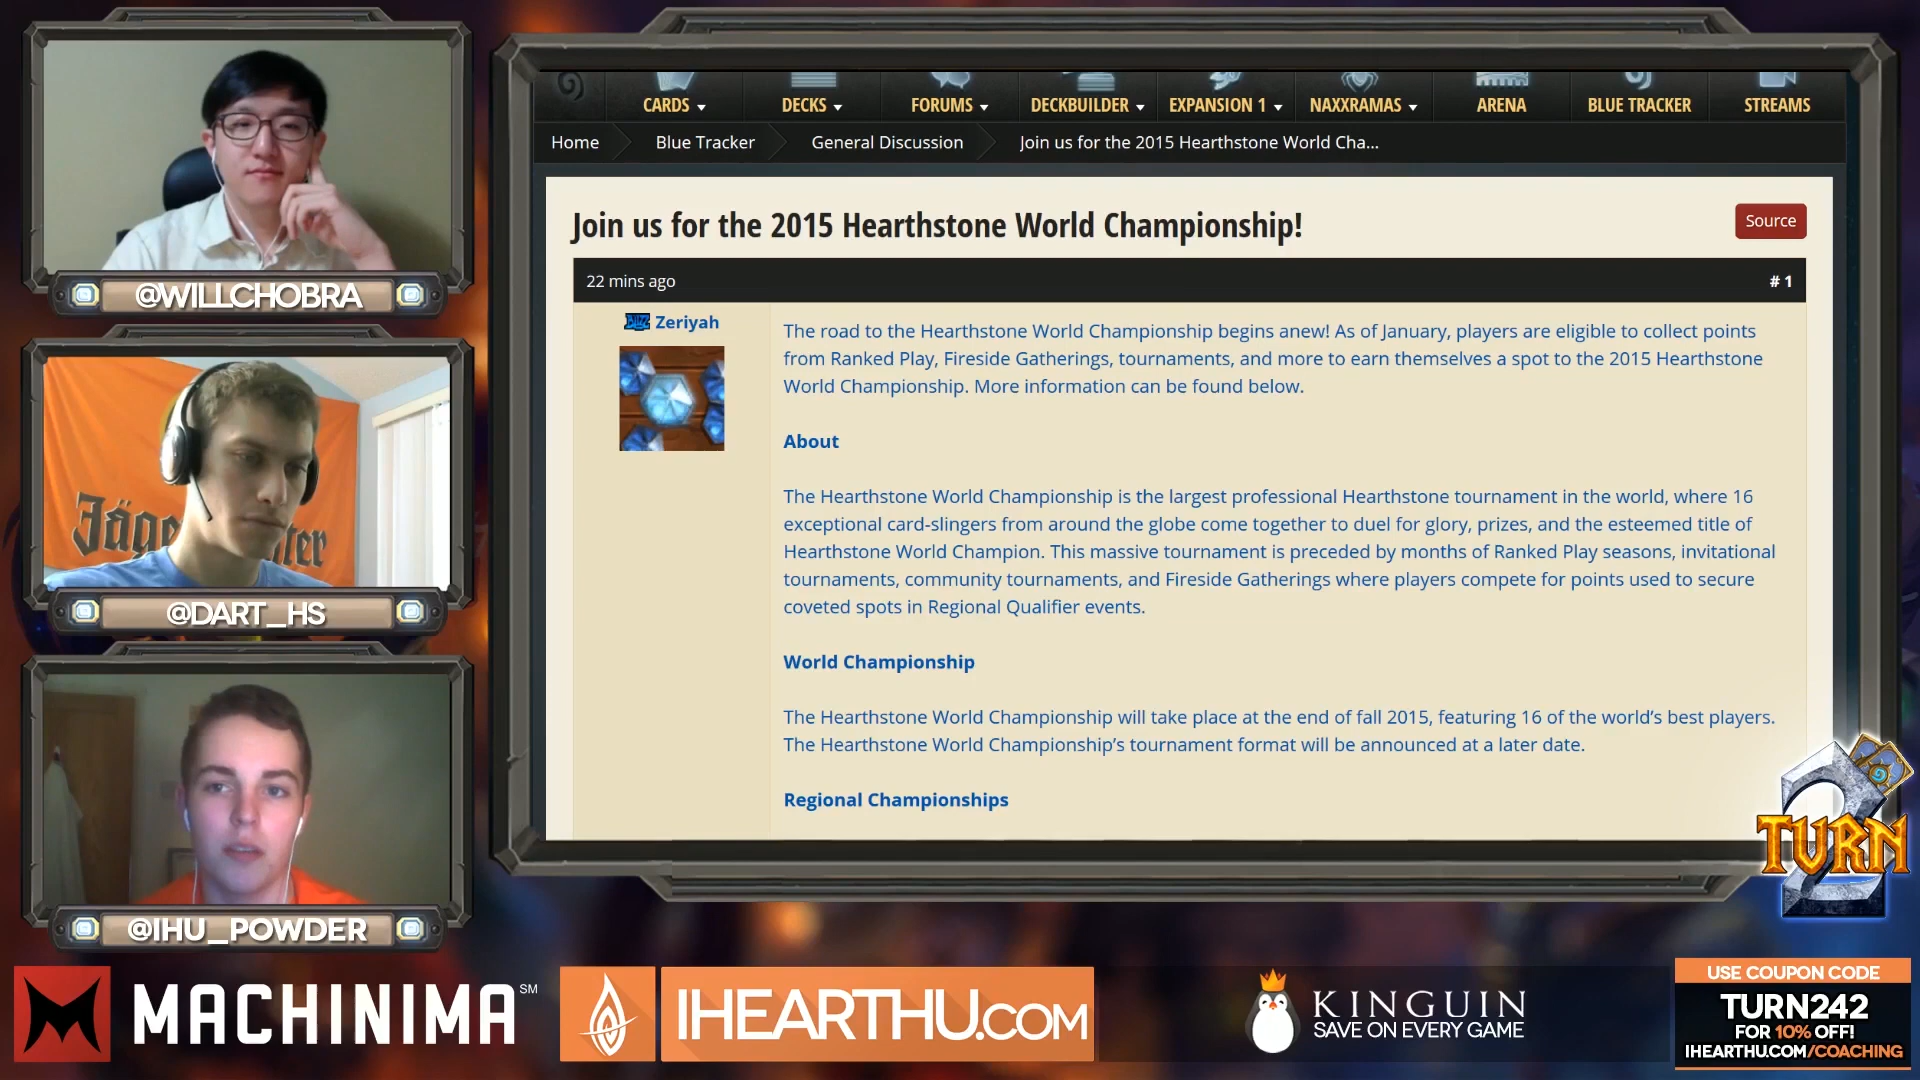 @WILLCHOBRA
Jäge ter
@DART_HS
@IHU_POWDER
CARDS
DECKS
FORUMS
DECKBUILDER
EXPANSION 1
NAXXRAMAS
ARENA
BLUE TRACKER
STREAMS
Home
Blue Tracker
General Discussion
Join us for the 2015 Hearthstone World Cha...
Join us for the 2015 Hearthstone World Championship!
Source
22 mins ago
# 1
BLIZZ Zeriyah
The road to the Hearthstone World Championship begins anew! As of January, players are eligible to collect points
from Ranked Play, Fireside Gatherings, tournaments, and more to earn themselves a spot to the 2015 Hearthstone
World Championship. More information can be found below.
About
The Hearthstone World Championship is the largest professional Hearthstone tournament in the world, where 16
exceptional card-slingers from around the globe come together to duel for glory, prizes, and the esteemed title of
Hearthstone World Champion. This massive tournament is preceded by months of Ranked Play seasons, invitational
tournaments, community tournaments, and Fireside Gatherings where players compete for points used to secure
coveted spots in Regional Qualifier events.
World Championship
The Hearthstone World Championship will take place at the end of fall 2015, featuring 16 of the world's best players.
The Hearthstone World Championship's tournament format will be announced at a later date.
Regional Championships
TURN 2
MACHINIMA SM
IHEARTHU.COM
KINGUIN
SAVE ON EVERY GAME
USE COUPON CODE
TURN242
FOR 10% OFF!
IHEARTHU.COM/COACHING